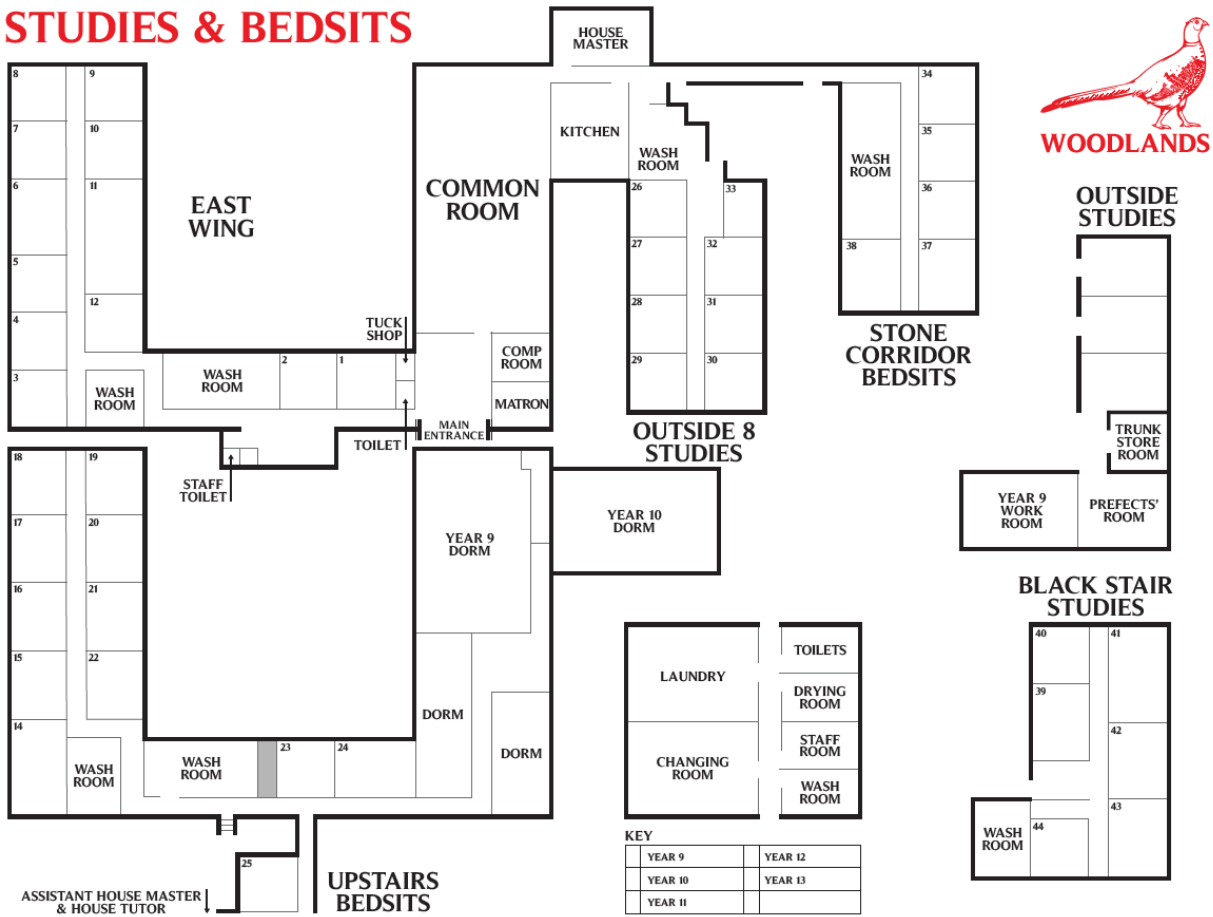 STUDIES & BEDSITS
WOODLANDS
HOUSE
MASTER
KITCHEN
WASH
ROOM
COMMON
ROOM
EAST
WING
8
9
7
10
6
11
5
12
4
3
WASH
ROOM
WASH
ROOM
2
1
TUCK
SHOP
COMP
ROOM
MATRON
MAIN
ENTRANCE
TOILET
STAFF
TOILET
26
33
27
32
28
31
29
30
OUTSIDE 8
STUDIES
34
35
36
37
38
WASH
ROOM
STONE
CORRIDOR
BEDSITS
OUTSIDE
STUDIES
TRUNK
STORE
ROOM
YEAR 9
WORK
ROOM
PREFECTS'
ROOM
18
19
17
20
16
21
15
22
14
WASH
ROOM
WASH
ROOM
23
24
YEAR 9
DORM
YEAR 10
DORM
DORM
DORM
25
ASSISTANT HOUSE MASTER
& HOUSE TUTOR
UPSTAIRS
BEDSITS
LAUNDRY
CHANGING
ROOM
TOILETS
DRYING
ROOM
STAFF
ROOM
WASH
ROOM
KEY
YEAR 9
YEAR 12
YEAR 10
YEAR 13
YEAR 11
BLACK STAIR
STUDIES
40
41
39
42
43
44
WASH
ROOM